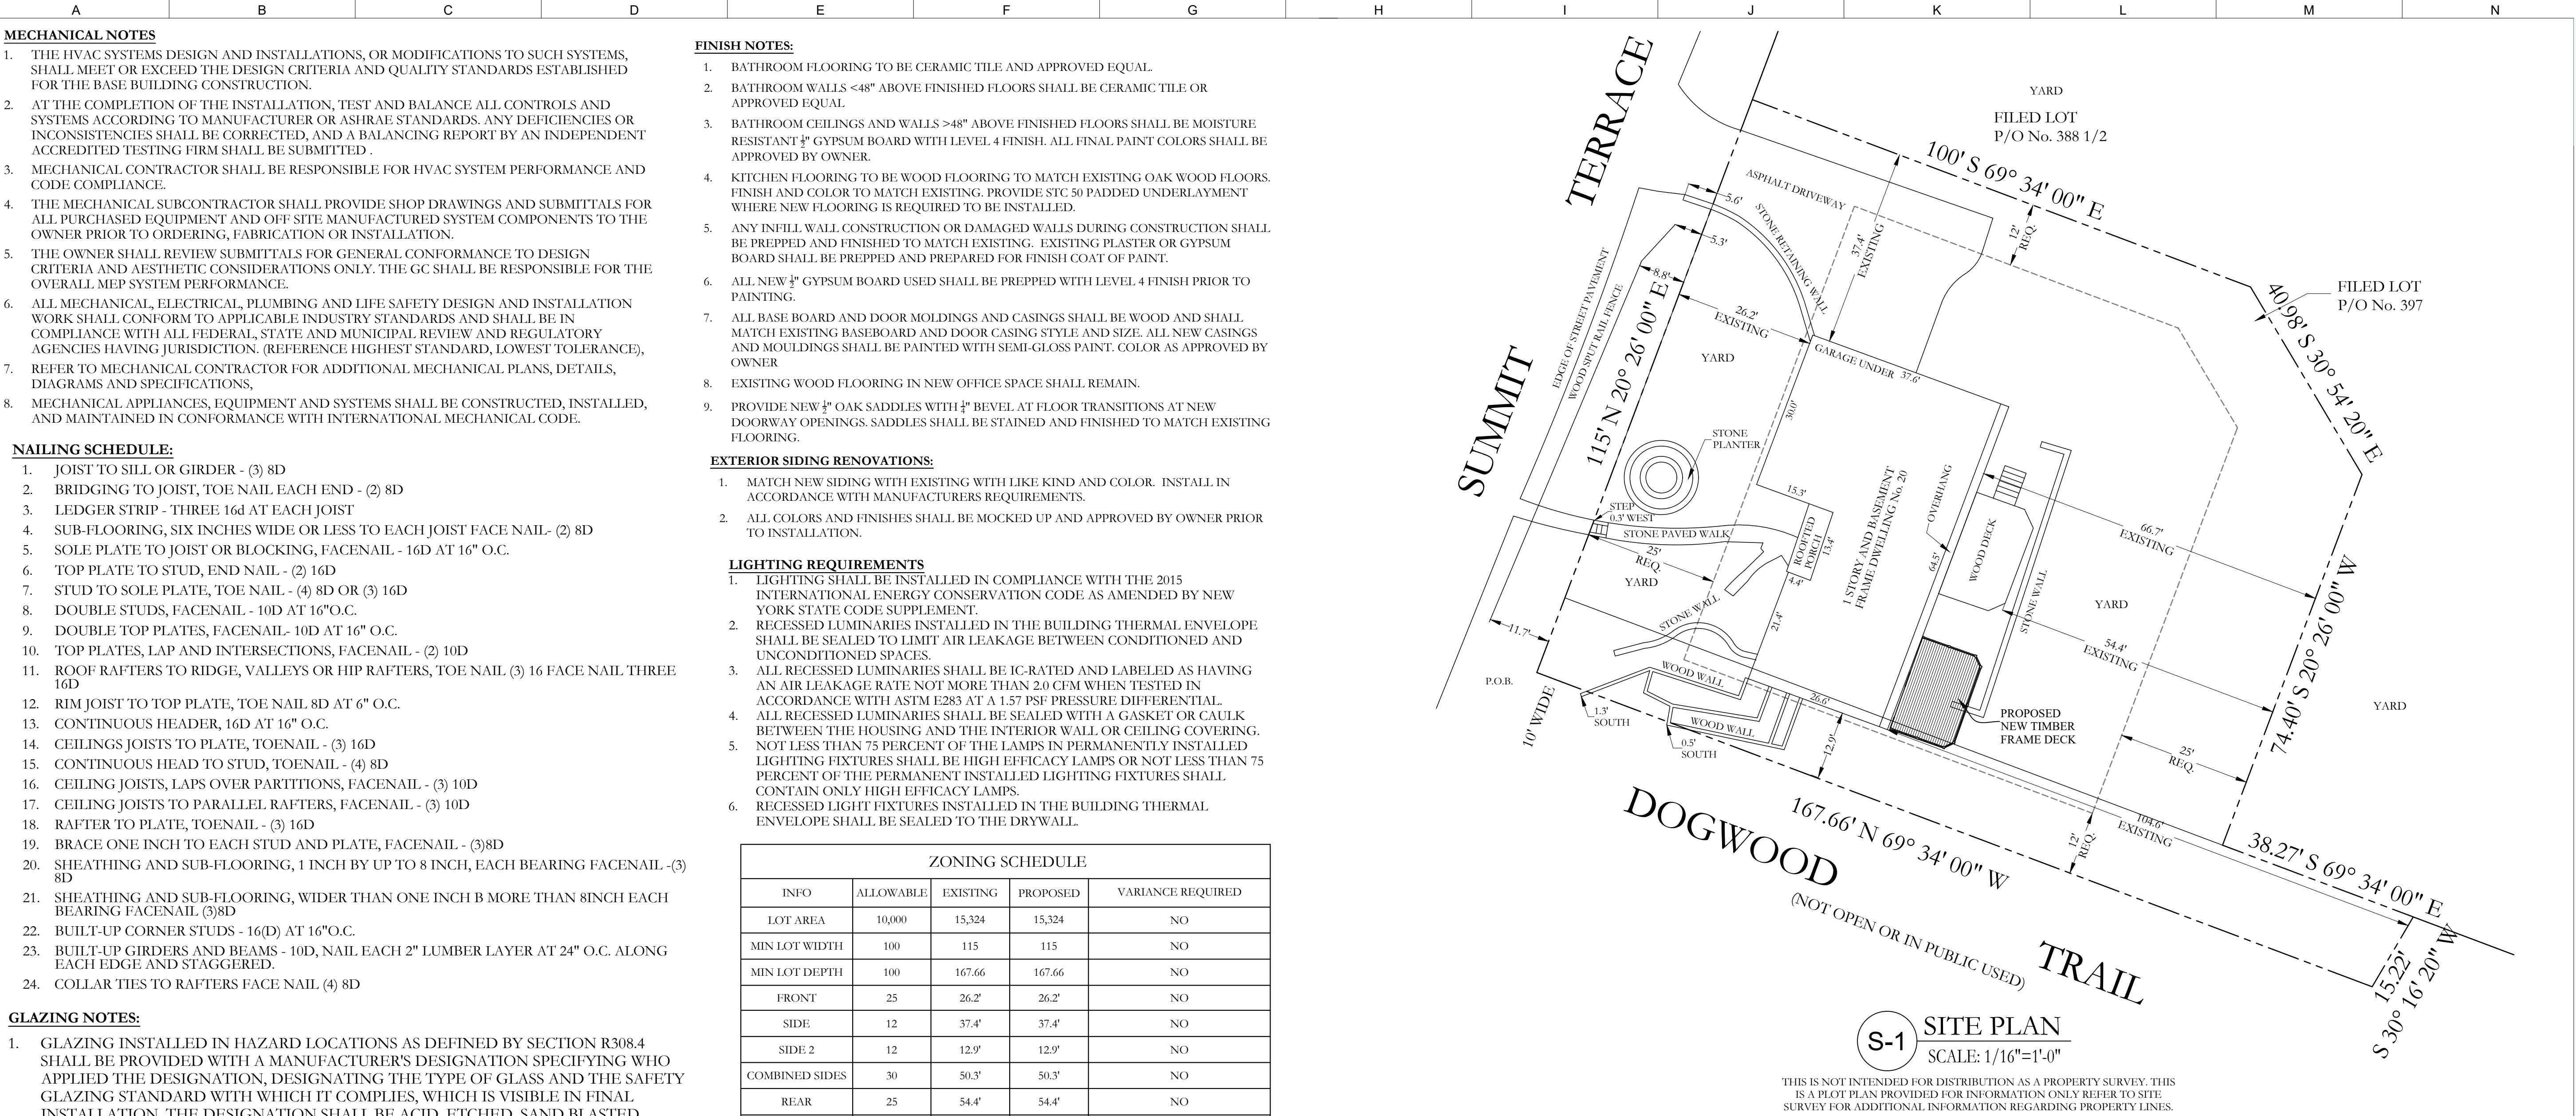 A B C D E F G H I J K L M N
MECHANICAL NOTES
1. THE HVAC SYSTEMS DESIGN AND INSTALLATIONS, OR MODIFICATIONS TO SUCH SYSTEMS,
SHALL MEET OR EXCEED THE DESIGN CRITERIA AND QUALITY STANDARDS ESTABLISHED
FOR THE BASE BUILDING CONSTRUCTION.
2. AT THE COMPLETION OF THE INSTALLATION, TEST AND BALANCE ALL CONTROLS AND
SYSTEMS ACCORDING TO MANUFACTURER OR ASHRAE STANDARDS. ANY DEFICIENCIES OR
INCONSISTENCIES SHALL BE CORRECTED, AND A BALANCING REPORT BY AN INDEPENDENT
ACCREDITED TESTING FIRM SHALL BE SUBMITTED .
3. MECHANICAL CONTRACTOR SHALL BE RESPONSIBLE FOR HVAC SYSTEM PERFORMANCE AND
CODE COMPLIANCE.
4. THE MECHANICAL SUBCONTRACTOR SHALL PROVIDE SHOP DRAWINGS AND SUBMITTALS FOR
ALL PURCHASED EQUIPMENT AND OFF SITE MANUFACTURED SYSTEM COMPONENTS TO THE
OWNER PRIOR TO ORDERING, FABRICATION OR INSTALLATION.
5. THE OWNER SHALL REVIEW SUBMITTALS FOR GENERAL CONFORMANCE TO DESIGN
CRITERIA AND AESTHETIC CONSIDERATIONS ONLY. THE GC SHALL BE RESPONSIBLE FOR THE
OVERALL MEP SYSTEM PERFORMANCE.
6. ALL MECHANICAL, ELECTRICAL, PLUMBING AND LIFE SAFETY DESIGN AND INSTALLATION
WORK SHALL CONFORM TO APPLICABLE INDUSTRY STANDARDS AND SHALL BE IN
COMPLIANCE WITH ALL FEDERAL, STATE AND MUNICIPAL REVIEW AND REGULATORY
AGENCIES HAVING JURISDICTION. (REFERENCE HIGHEST STANDARD, LOWEST TOLERANCE),
7. REFER TO MECHANICAL CONTRACTOR FOR ADDITIONAL MECHANICAL PLANS, DETAILS,
DIAGRAMS AND SPECIFICATIONS,
8. MECHANICAL APPLIANCES, EQUIPMENT AND SYSTEMS SHALL BE CONSTRUCTED, INSTALLED,
AND MAINTAINED IN CONFORMANCE WITH INTERNATIONAL MECHANICAL CODE.
NAILING SCHEDULE:
1. JOIST TO SILL OR GIRDER - (3) 8D
2. BRIDGING TO JOIST, TOE NAIL EACH END - (2) 8D
3. LEDGER STRIP - THREE 16d AT EACH JOIST
4. SUB-FLOORING, SIX INCHES WIDE OR LESS TO EACH JOIST FACE NAIL- (2) 8D
5. SOLE PLATE TO JOIST OR BLOCKING, FACENAIL - 16D AT 16" O.C.
6. TOP PLATE TO STUD, END NAIL - (2) 16D
7. STUD TO SOLE PLATE, TOE NAIL - (4) 8D OR (3) 16D
8. DOUBLE STUDS, FACENAIL - 10D AT 16"O.C.
9. DOUBLE TOP PLATES, FACENAIL- 10D AT 16" O.C.
10. TOP PLATES, LAP AND INTERSECTIONS, FACENAIL - (2) 10D
11. ROOF RAFTERS TO RIDGE, VALLEYS OR HIP RAFTERS, TOE NAIL (3) 16 FACE NAIL THREE
16D
12. RIM JOIST TO TOP PLATE, TOE NAIL 8D AT 6" O.C.
13. CONTINUOUS HEADER, 16D AT 16" O.C.
14. CEILINGS JOISTS TO PLATE, TOENAIL - (3) 16D
15. CONTINUOUS HEAD TO STUD, TOENAIL - (4) 8D
16. CEILING JOISTS, LAPS OVER PARTITIONS, FACENAIL - (3) 10D
17. CEILING JOISTS TO PARALLEL RAFTERS, FACENAIL - (3) 10D
18. RAFTER TO PLATE, TOENAIL - (3) 16D
19. BRACE ONE INCH TO EACH STUD AND PLATE, FACENAIL - (3)8D
20. SHEATHING AND SUB-FLOORING, 1 INCH BY UP TO 8 INCH, EACH BEARING FACENAIL -(3)
8D
21. SHEATHING AND SUB-FLOORING, WIDER THAN ONE INCH B MORE THAN 8INCH EACH
BEARING FACENAIL (3)8D
22. BUILT-UP CORNER STUDS - 16(D) AT 16"O.C.
23. BUILT-UP GIRDERS AND BEAMS - 10D, NAIL EACH 2" LUMBER LAYER AT 24" O.C. ALONG
EACH EDGE AND STAGGERED.
24. COLLAR TIES TO RAFTERS FACE NAIL (4) 8D
GLAZING NOTES:
1. GLAZING INSTALLED IN HAZARD LOCATIONS AS DEFINED BY SECTION R308.4
SHALL BE PROVIDED WITH A MANUFACTURER'S DESIGNATION SPECIFYING WHO
APPLIED THE DESIGNATION, DESIGNATING THE TYPE OF GLASS AND THE SAFETY
GLAZING STANDARD WITH WHICH IT COMPLIES, WHICH IS VISIBLE IN FINAL
INSTALLATION. THE DESIGNATION SHALL BE ACID, ETCHED, SAND BLASTED
FINISH NOTES:
1. BATHROOM FLOORING TO BE CERAMIC TILE AND APPROVED EQUAL.
2. BATHROOM WALLS <48" ABOVE FINISHED FLOORS SHALL BE CERAMIC TILE OR
APPROVED EQUAL
3. BATHROOM CEILINGS AND WALLS >48" ABOVE FINISHED FLOORS SHALL BE MOISTURE
RESISTANT ½" GYPSUM BOARD WITH LEVEL 4 FINISH. ALL FINAL PAINT COLORS SHALL BE
APPROVED BY OWNER.
4. KITCHEN FLOORING TO BE WOOD FLOORING TO MATCH EXISTING OAK WOOD FLOORS.
FINISH AND COLOR TO MATCH EXISTING. PROVIDE STC 50 PADDED UNDERLAYMENT
WHERE NEW FLOORING IS REQUIRED TO BE INSTALLED.
5. ANY INFILL WALL CONSTRUCTION OR DAMAGED WALLS DURING CONSTRUCTION SHALL
BE PREPPED AND FINISHED TO MATCH EXISTING. EXISTING PLASTER OR GYPSUM
BOARD SHALL BE PREPPED AND PREPARED FOR FINISH COAT OF PAINT.
6. ALL NEW ½" GYPSUM BOARD USED SHALL BE PREPPED WITH LEVEL 4 FINISH PRIOR TO
PAINTING.
7. ALL BASE BOARD AND DOOR MOLDINGS AND CASINGS SHALL BE WOOD AND SHALL
MATCH EXISTING BASEBOARD AND DOOR CASING STYLE AND SIZE. ALL NEW CASINGS
AND MOULDINGS SHALL BE PAINTED WITH SEMI-GLOSS PAINT. COLOR AS APPROVED BY
OWNER
8. EXISTING WOOD FLOORING IN NEW OFFICE SPACE SHALL REMAIN.
9. PROVIDE NEW ½" OAK SADDLES WITH ¼" BEVEL AT FLOOR TRANSITIONS AT NEW
DOORWAY OPENINGS. SADDLES SHALL BE STAINED AND FINISHED TO MATCH EXISTING
FLOORING.
EXTERIOR SIDING RENOVATIONS:
1. MATCH NEW SIDING WITH EXISTING WITH LIKE KIND AND COLOR. INSTALL IN
ACCORDANCE WITH MANUFACTURERS REQUIREMENTS.
2. ALL COLORS AND FINISHES SHALL BE MOCKED UP AND APPROVED BY OWNER PRIOR
TO INSTALLATION.
LIGHTING REQUIREMENTS
1. LIGHTING SHALL BE INSTALLED IN COMPLIANCE WITH THE 2015
INTERNATIONAL ENERGY CONSERVATION CODE AS AMENDED BY NEW
YORK STATE CODE SUPPLEMENT.
2. RECESSED LUMINARIES INSTALLED IN THE BUILDING THERMAL ENVELOPE
SHALL BE SEALED TO LIMIT AIR LEAKAGE BETWEEN CONDITIONED AND
UNCONDITIONED SPACES.
3. ALL RECESSED LUMINARIES SHALL BE IC-RATED AND LABELED AS HAVING
AN AIR LEAKAGE RATE NOT MORE THAN 2.0 CFM WHEN TESTED IN
ACCORDANCE WITH ASTM E283 AT A 1.57 PSF PRESSURE DIFFERENTIAL.
4. ALL RECESSED LUMINARIES SHALL BE SEALED WITH A GASKET OR CAULK
BETWEEN THE HOUSING AND THE INTERIOR WALL OR CEILING COVERING.
5. NOT LESS THAN 75 PERCENT OF THE LAMPS IN PERMANENTLY INSTALLED
LIGHTING FIXTURES SHALL BE HIGH EFFICACY LAMPS OR NOT LESS THAN 75
PERCENT OF THE PERMANENT INSTALLED LIGHTING FIXTURES SHALL
CONTAIN ONLY HIGH EFFICACY LAMPS.
6. RECESSED LIGHT FIXTURES INSTALLED IN THE BUILDING THERMAL
ENVELOPE SHALL BE SEALED TO THE DRYWALL.
ZONING SCHEDULE
INFO ALLOWABLE EXISTING PROPOSED VARIANCE REQUIRED
LOT AREA 10,000 15,324 15,324 NO
MIN LOT WIDTH 100 115 115 NO
MIN LOT DEPTH 100 167.66 167.66 NO
FRONT 25 26.2' 26.2' NO
SIDE 12 37.4' 37.4' NO
SIDE 2 12 12.9' 12.9' NO
COMBINED SIDES 30 50.3' 50.3' NO
REAR 25 54.4' 54.4' NO
SUMMIT TERRACE
YARD
FILED LOT
P/O No. 388 1/2
100' S 69° 34' 00" E
ASPHALT DRIVEWAY
5.6'
STONE RETAINING WALL
37.4'
EXISTING
12'
REQ.
5.3'
8.8'
FILED LOT
P/O No. 397
40.98' S 30° 54' 20" E
EDGE OF STREET PAVEMENT
WOOD SPUT RAIL FENCE
115' N 20° 26' 00" E
26.2'
EXISTING
YARD
GARAGE UNDER 37.6'
30.0'
STONE
PLANTER
15.3'
STEP
0.3' WEST
STONE PAVED WALK
25'
REQ.
YARD
ROOFTED
PORCH
13.4'
4.4'
1 STORY AND BASEMENT
FRAME DWELLING No. 20
OVERHANG
64.5'
WOOD DECK
STONE WALL
66.7'
EXISTING
YARD
54.4'
EXISTING
74.40' S 20° 26' 00" W
YARD
11.7'
STONE WALL
21.4'
P.O.B.
10' WIDE
WOOD WALL
26.6'
1.3'
SOUTH
WOOD WALL
0.5'
SOUTH
12.9'
PROPOSED
NEW TIMBER
FRAME DECK
25'
REQ.
12'
REQ.
104.6'
EXISTING
38.27' S 69° 34' 00" E
167.66' N 69° 34' 00" W
DOGWOOD TRAIL
(NOT OPEN OR IN PUBLIC USED)
15.22'
S 30° 16' 20" W
S-1
SITE PLAN
SCALE: 1/16"=1'-0"
THIS IS NOT INTENDED FOR DISTRIBUTION AS A PROPERTY SURVEY. THIS
IS A PLOT PLAN PROVIDED FOR INFORMATION ONLY REFER TO SITE
SURVEY FOR ADDITIONAL INFORMATION REGARDING PROPERTY LINES.